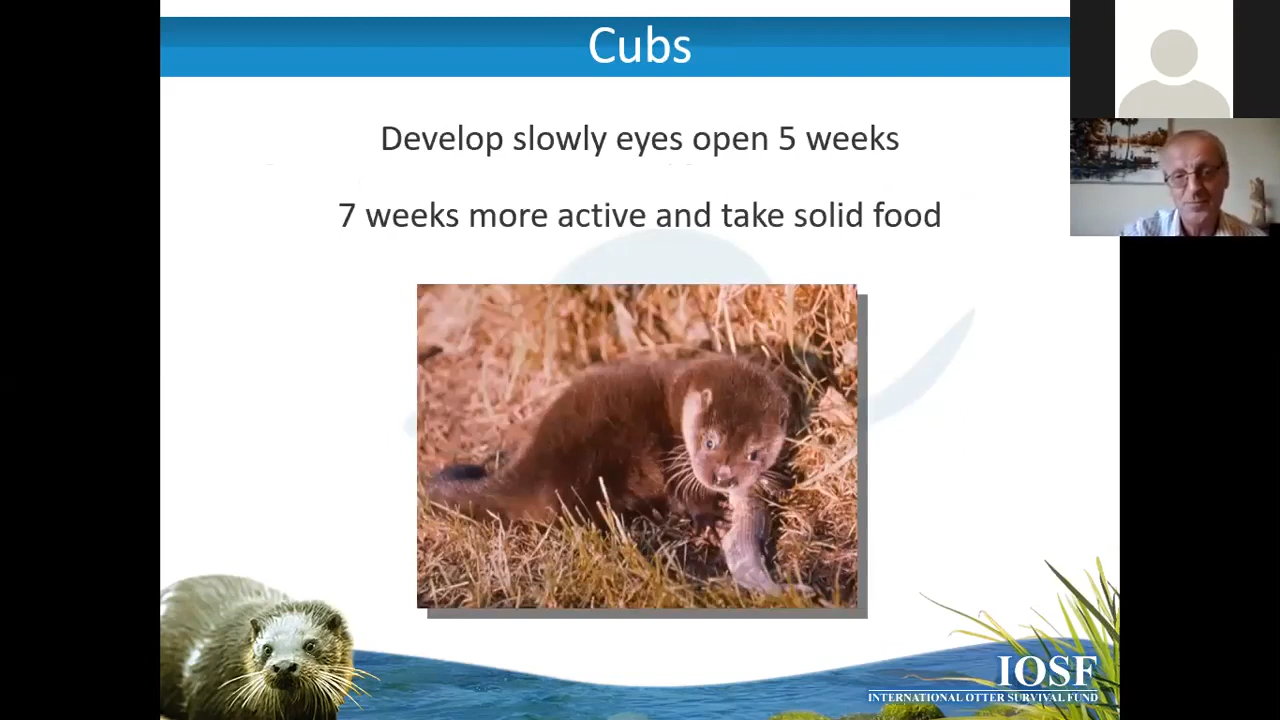 Cubs
Develop slowly eyes open 5 weeks
7 weeks more active and take solid food
IOSF
INTERNATIONAL OTTER SURVIVAL FUND